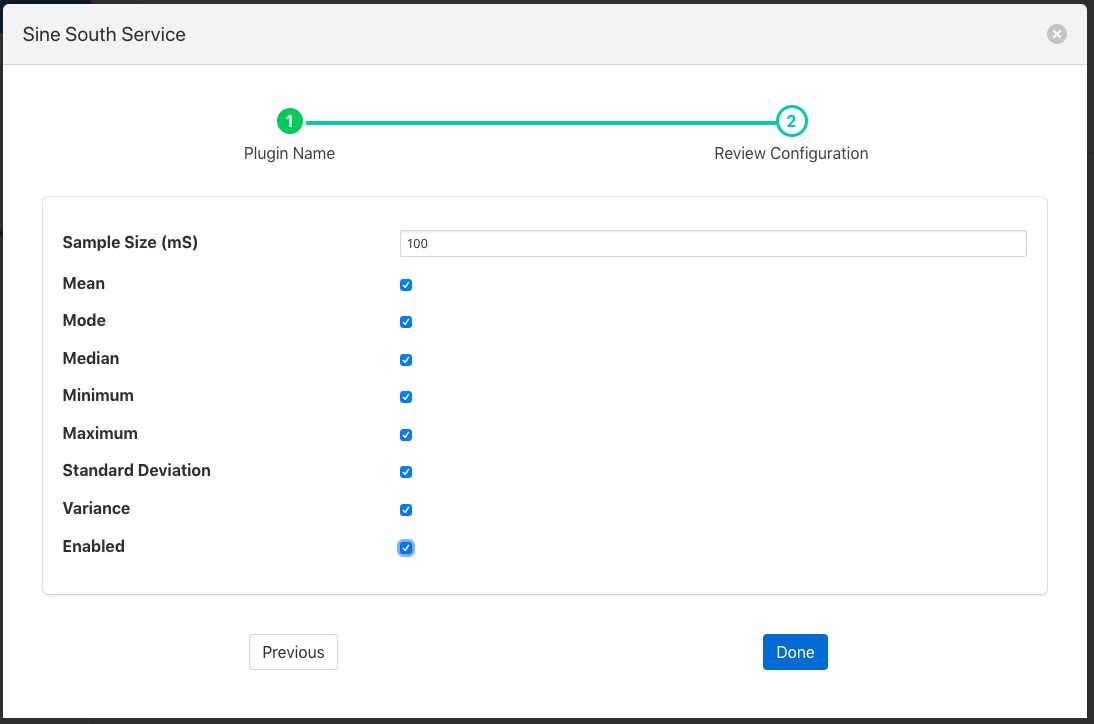 Sine South Service
1
2
Plugin Name
Review Configuration
Sample Size (mS)
100
Mean
Mode
Median
Minimum
Maximum
Standard Deviation
Variance
Enabled
Previous
Done